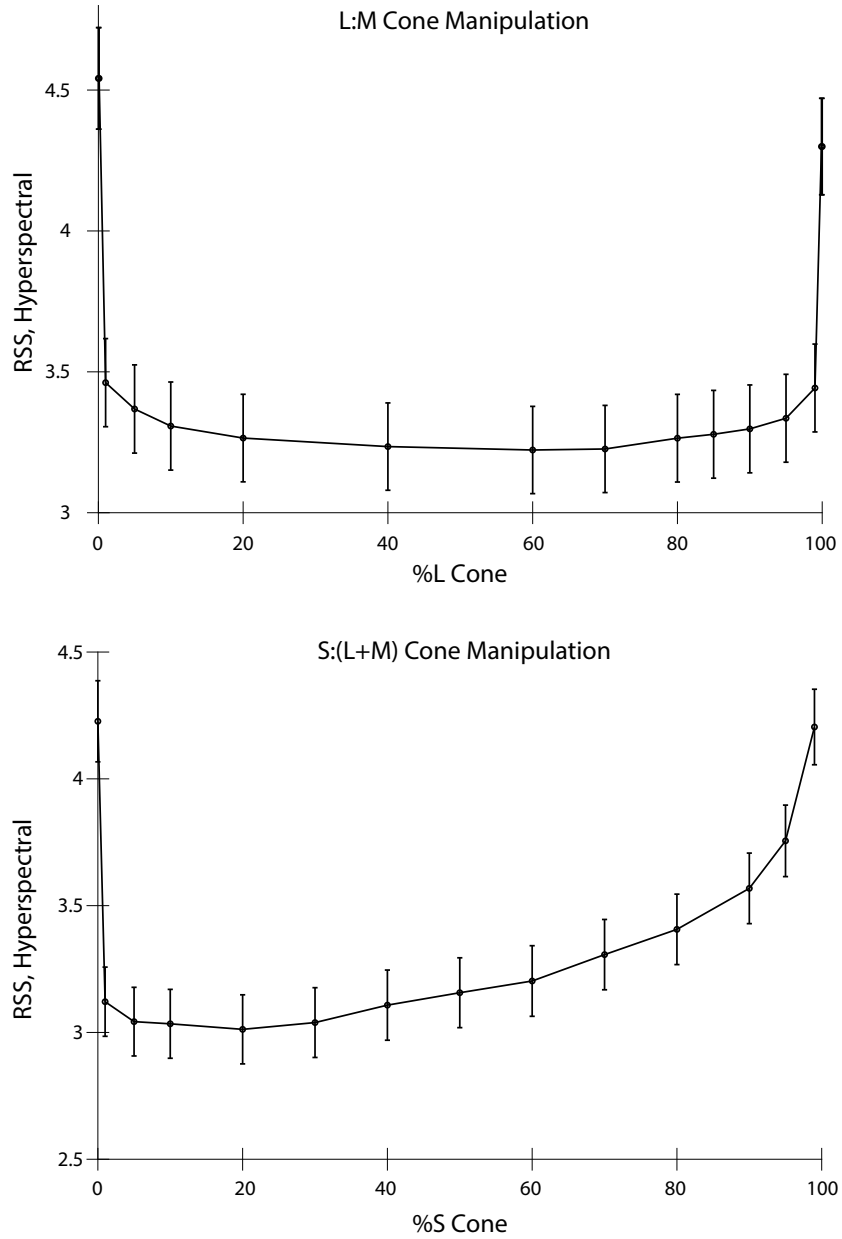 L:M Cone Manipulation
4.5
4
3.5
3
RSS, Hyperspectral
0 20 40 60 80 100
%L Cone
S:(L+M) Cone Manipulation
4.5
4
3.5
3
2.5
RSS, Hyperspectral
0 20 40 60 80 100
%S Cone